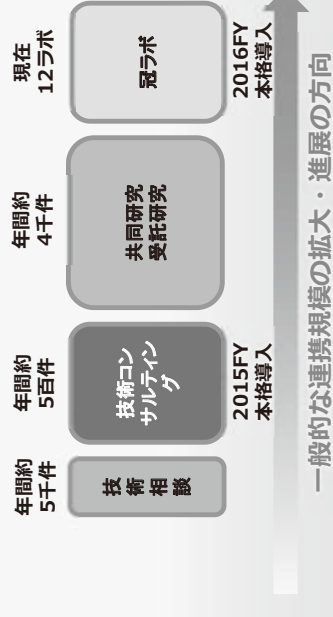 年間約
5千件
年間約
5百件
年間約
4千件
現在
12ラボ
技術相談
技術コン
サルティン
グ
共同研究
受託研究
冠ラボ
2015FY
本格導入
2016FY
本格導入
一般的な連携規模の拡大・進展の方向